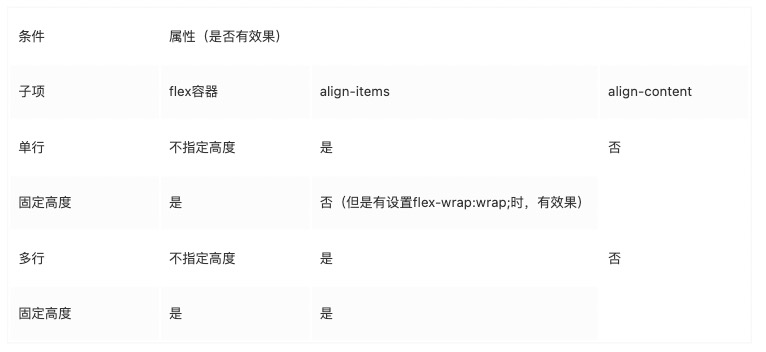 条件 属性（是否有效果）
子项 flex容器 align-items align-content
单行 不指定高度 是 否
固定高度 是 否（但是有设置flex-wrap:wrap;时，有效果）
多行 不指定高度 是 否
固定高度 是 是